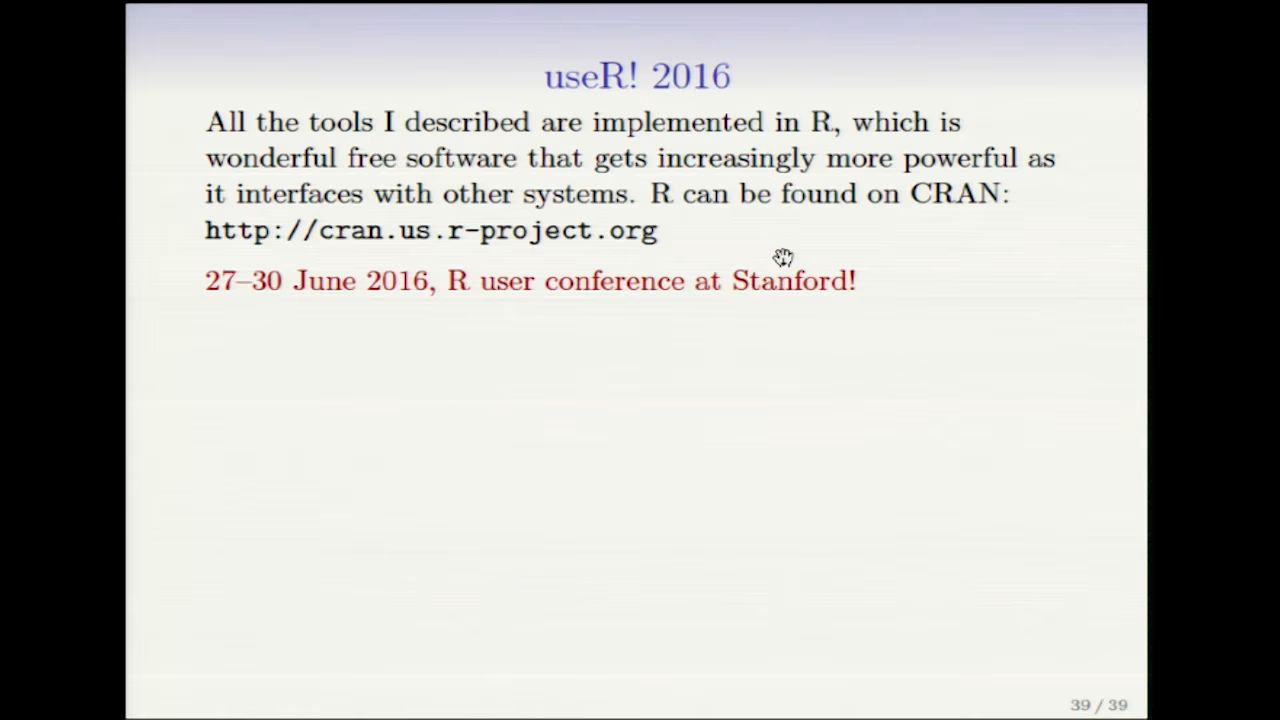 useR! 2016
All the tools I described are implemented in R, which is
wonderful free software that gets increasingly more powerful as
it interfaces with other systems. R can be found on CRAN:
http://cran.us.r-project.org
27–30 June 2016, R user conference at Stanford!
39 / 39